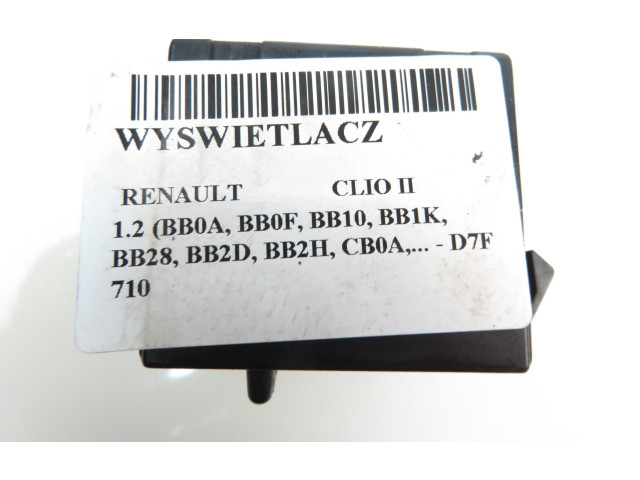 WYSWIETLACZ
RENAULT CLIO II
1.2 (BB0A, BB0F, BB10, BB1K,
BB28, BB2D, BB2H, CB0A,... - D7F
710